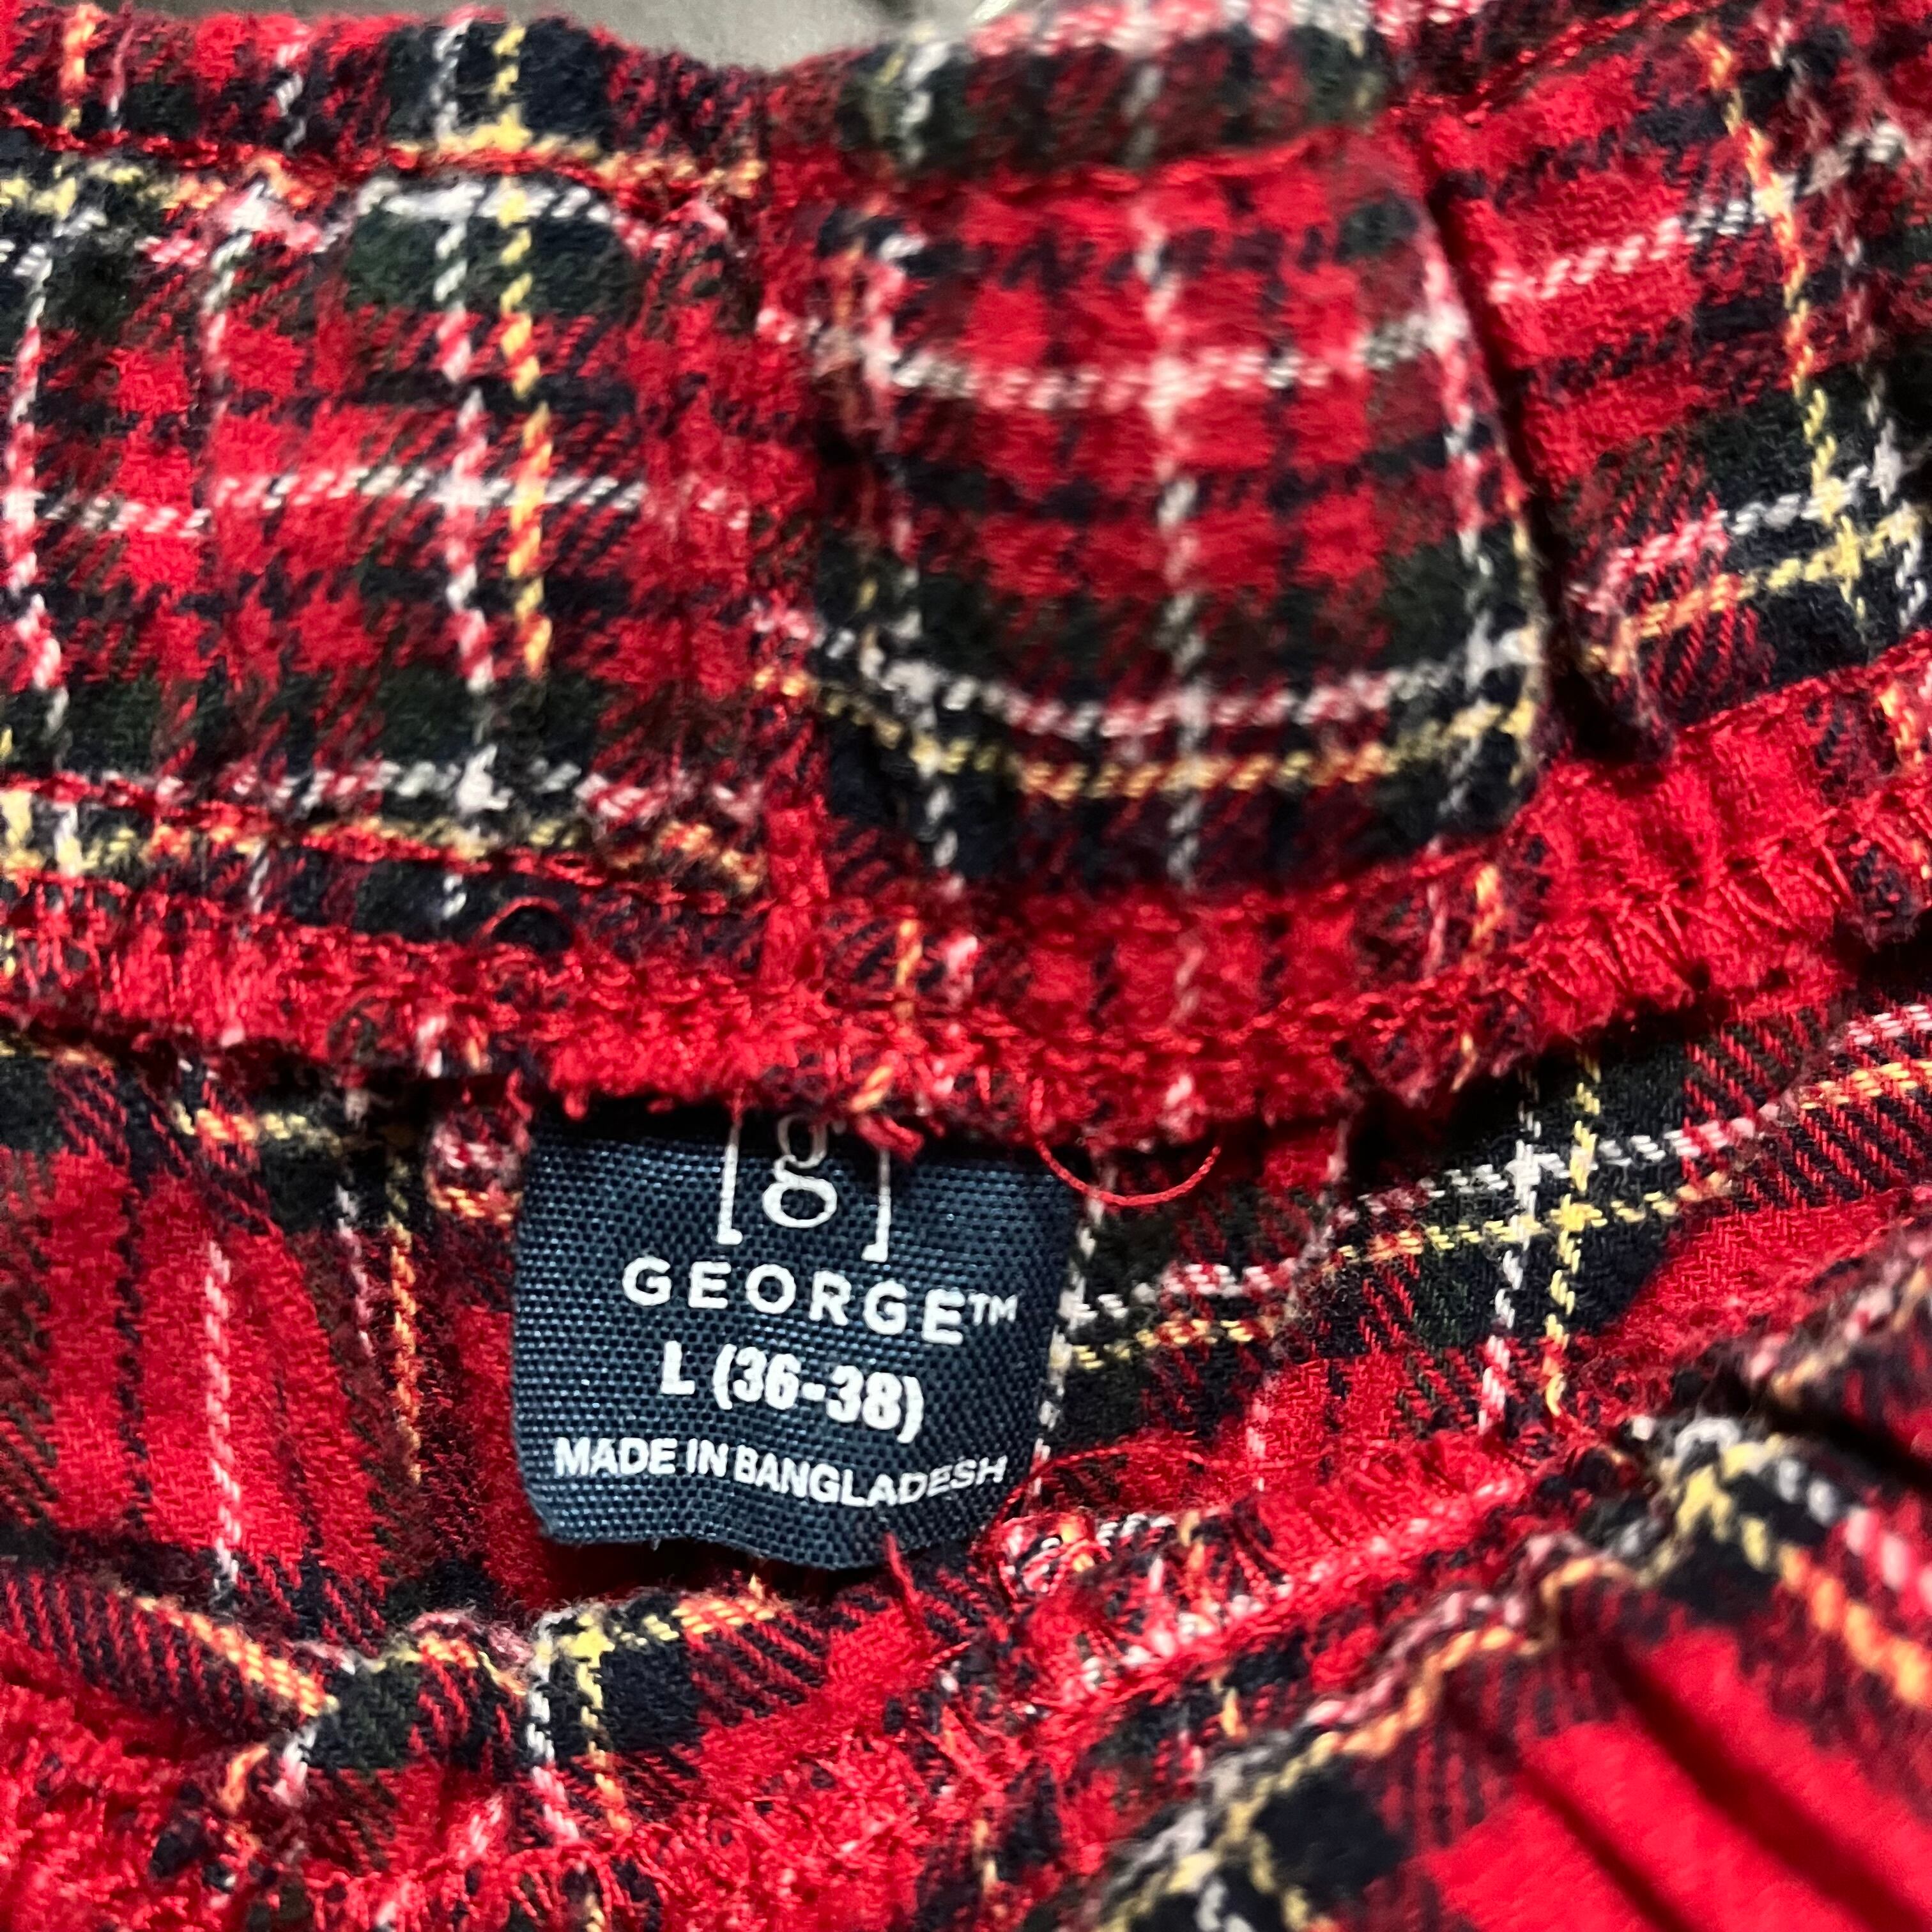 [g]
GEORGE™
L (36-38)
MADE IN BANGLADESH